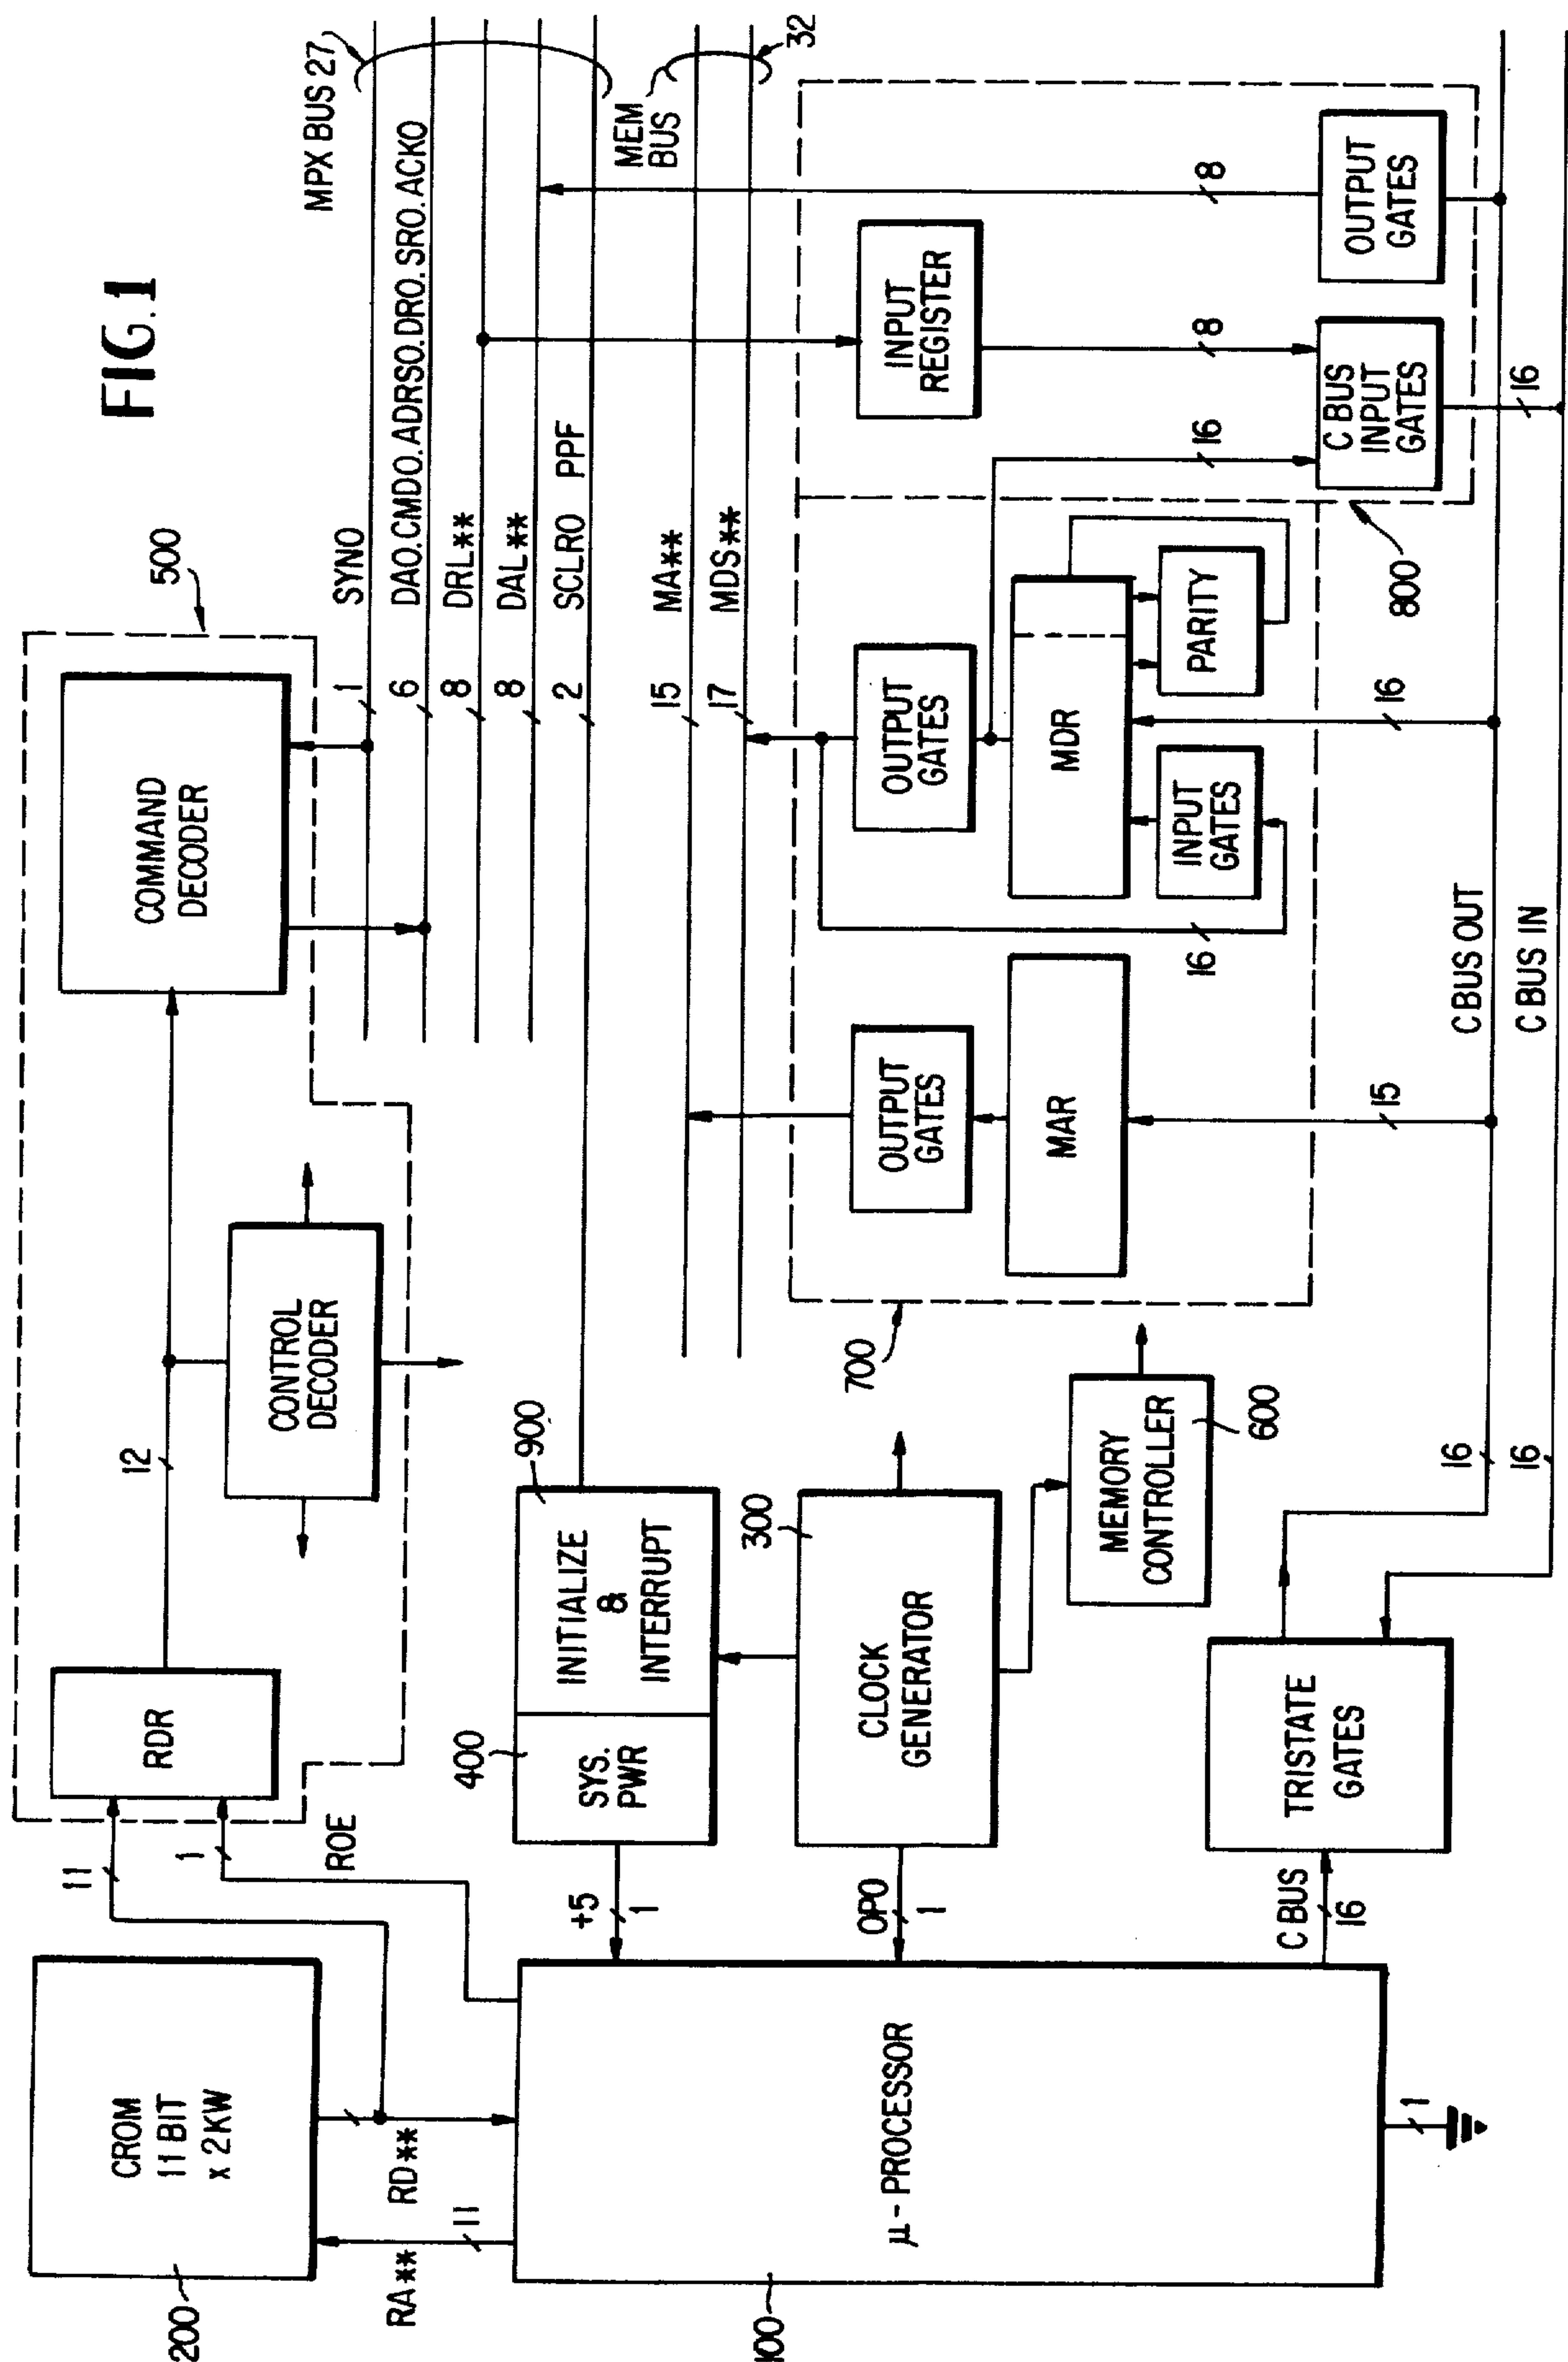 FIG.1
MPX BUS 27
500
SYNO
1
DAO.CMDO.ADRSO.DRO.SRO.ACKO
6
DRL**
8
DAL**
8
SCLRO PPF
2
MEM
BUS
32
MA**
15
MDS**
17
COMMAND
DECODER
CONTROL
DECODER
12
RDR
11
1
ROE
CROM
11 BIT
x 2KW
200
RA**
11
RD**
900
INITIALIZE
&
INTERRUPT
400
SYS.
PWR
+5
1
300
CLOCK
GENERATOR
OPO
1
μ-PROCESSOR
100
1
MEMORY
CONTROLLER
600
TRISTATE
GATES
C BUS
16
16
16
C BUS OUT
C BUS IN
700
OUTPUT
GATES
MAR
15
OUTPUT
GATES
MDR
INPUT
GATES
PARITY
16
16
16
800
INPUT
REGISTER
8
C BUS
INPUT
GATES
16
OUTPUT
GATES
8